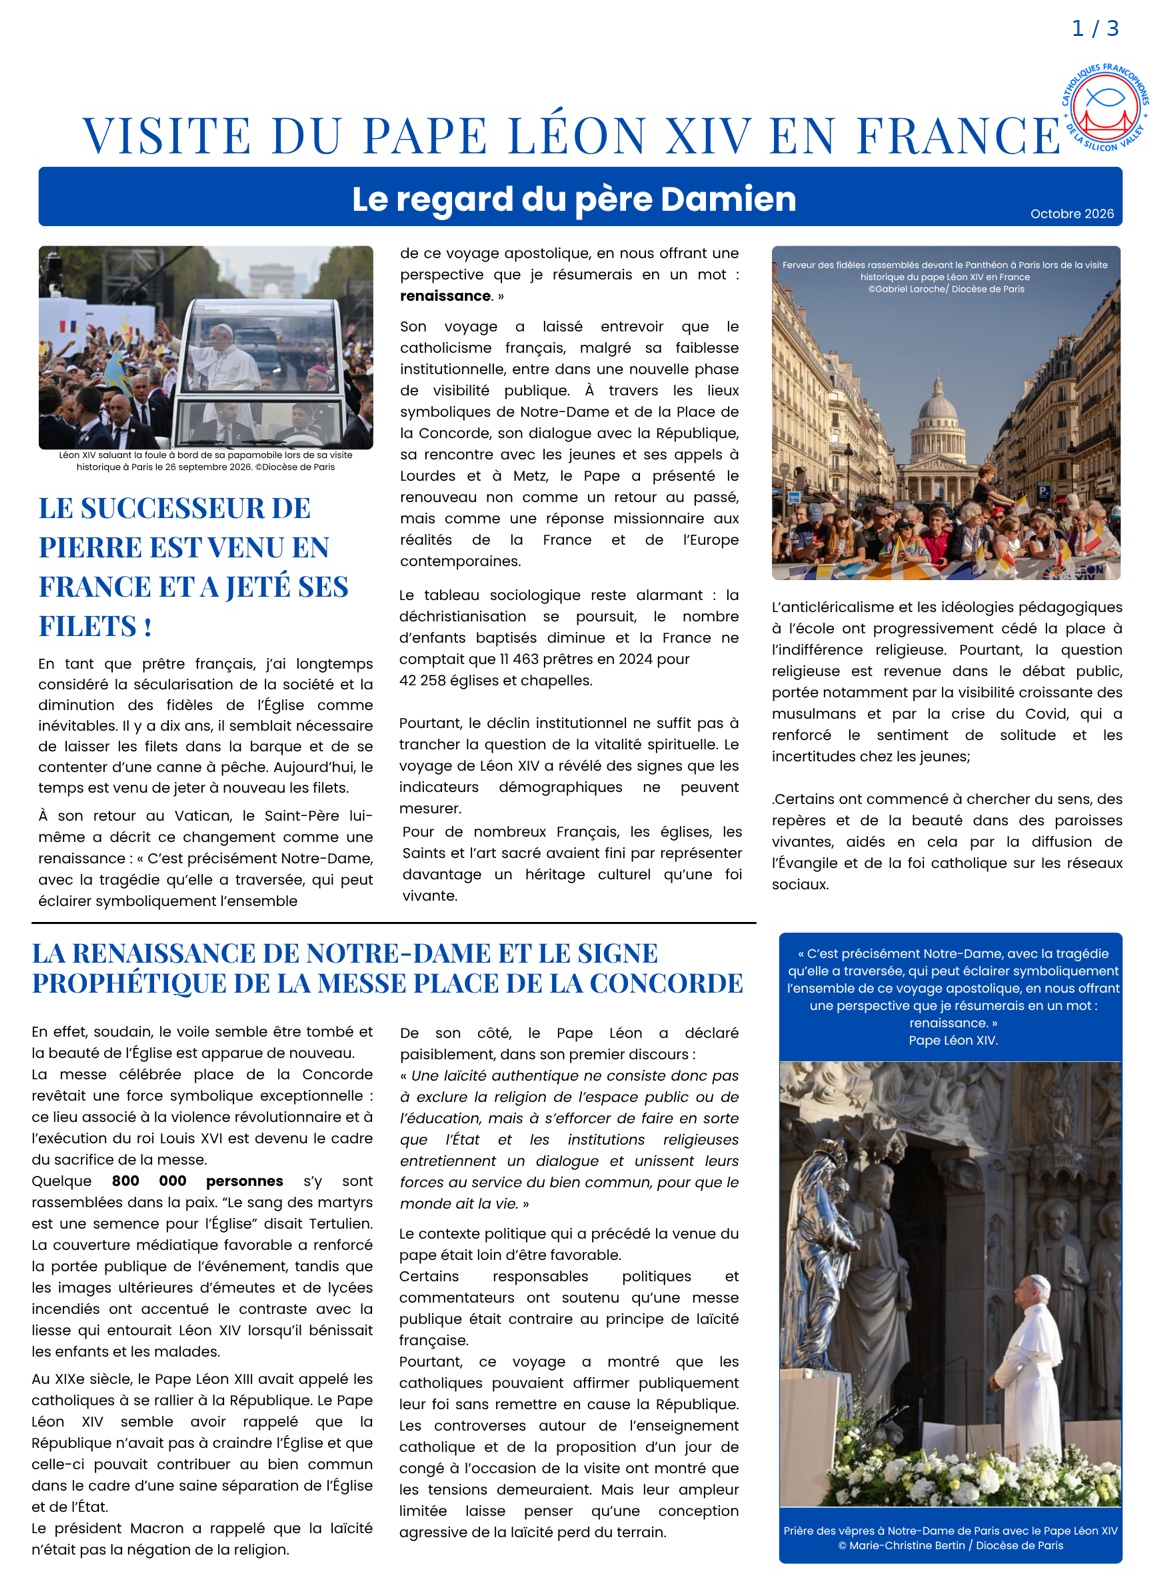 1 / 3
CATHOLIQUES FRANCOPHONES
DE LA SILICON VALLEY
VISITE DU PAPE LÉON XIV EN FRANCE
Le regard du père Damien
Octobre 2026
Léon XIV saluant la foule à bord de sa papamobile lors de sa visite
historique à Paris le 26 septembre 2026. ©Diocèse de Paris
LE SUCCESSEUR DE
PIERRE EST VENU EN
FRANCE ET A JETÉ SES
FILETS !
En tant que prêtre français, j’ai longtemps
considéré la sécularisation de la société et la
diminution des fidèles de l’Église comme
inévitables. Il y a dix ans, il semblait nécessaire
de laisser les filets dans la barque et de se
contenter d’une canne à pêche. Aujourd’hui, le
temps est venu de jeter à nouveau les filets.
À son retour au Vatican, le Saint-Père lui-
même a décrit ce changement comme une
renaissance : « C’est précisément Notre-Dame,
avec la tragédie qu’elle a traversée, qui peut
éclairer symboliquement l’ensemble
de ce voyage apostolique, en nous offrant une
perspective que je résumerais en un mot :
renaissance. »
Son voyage a laissé entrevoir que le
catholicisme français, malgré sa faiblesse
institutionnelle, entre dans une nouvelle phase
de visibilité publique. À travers les lieux
symboliques de Notre-Dame et de la Place de
la Concorde, son dialogue avec la République,
sa rencontre avec les jeunes et ses appels à
Lourdes et à Metz, le Pape a présenté le
renouveau non comme un retour au passé,
mais comme une réponse missionnaire aux
réalités de la France et de l’Europe
contemporaines.
Le tableau sociologique reste alarmant : la
déchristianisation se poursuit, le nombre
d’enfants baptisés diminue et la France ne
comptait que 11 463 prêtres en 2024 pour
42 258 églises et chapelles.
Pourtant, le déclin institutionnel ne suffit pas à
trancher la question de la vitalité spirituelle. Le
voyage de Léon XIV a révélé des signes que les
indicateurs démographiques ne peuvent
mesurer.
Pour de nombreux Français, les églises, les
Saints et l’art sacré avaient fini par représenter
davantage un héritage culturel qu’une foi
vivante.
Ferveur des fidèles rassemblés devant le Panthéon à Paris lors de la visite
historique du pape Léon XIV en France
©Gabriel Laroche/ Diocèse de Paris
L’anticléricalisme et les idéologies pédagogiques
à l’école ont progressivement cédé la place à
l’indifférence religieuse. Pourtant, la question
religieuse est revenue dans le débat public,
portée notamment par la visibilité croissante des
musulmans et par la crise du Covid, qui a
renforcé le sentiment de solitude et les
incertitudes chez les jeunes;
.Certains ont commencé à chercher du sens, des
repères et de la beauté dans des paroisses
vivantes, aidés en cela par la diffusion de
l’Évangile et de la foi catholique sur les réseaux
sociaux.
LA RENAISSANCE DE NOTRE-DAME ET LE SIGNE
PROPHÉTIQUE DE LA MESSE PLACE DE LA CONCORDE
En effet, soudain, le voile semble être tombé et
la beauté de l’Église est apparue de nouveau.
La messe célébrée place de la Concorde
revêtait une force symbolique exceptionnelle :
ce lieu associé à la violence révolutionnaire et à
l’exécution du roi Louis XVI est devenu le cadre
du sacrifice de la messe.
Quelque 800 000 personnes s’y sont
rassemblées dans la paix. “Le sang des martyrs
est une semence pour l’Église” disait Tertulien.
La couverture médiatique favorable a renforcé
la portée publique de l’événement, tandis que
les images ultérieures d’émeutes et de lycées
incendiés ont accentué le contraste avec la
liesse qui entourait Léon XIV lorsqu’il bénissait
les enfants et les malades.
Au XIXe siècle, le Pape Léon XIII avait appelé les
catholiques à se rallier à la République. Le Pape
Léon XIV semble avoir rappelé que la
République n’avait pas à craindre l’Église et que
celle-ci pouvait contribuer au bien commun
dans le cadre d’une saine séparation de l’Église
et de l’État.
Le président Macron a rappelé que la laïcité
n’était pas la négation de la religion.
De son côté, le Pape Léon a déclaré
paisiblement, dans son premier discours :
« Une laïcité authentique ne consiste donc pas
à exclure la religion de l’espace public ou de
l’éducation, mais à s’efforcer de faire en sorte
que l’État et les institutions religieuses
entretiennent un dialogue et unissent leurs
forces au service du bien commun, pour que le
monde ait la vie. »
Le contexte politique qui a précédé la venue du
pape était loin d’être favorable.
Certains responsables politiques et
commentateurs ont soutenu qu’une messe
publique était contraire au principe de laïcité
française.
Pourtant, ce voyage a montré que les
catholiques pouvaient affirmer publiquement
leur foi sans remettre en cause la République.
Les controverses autour de l’enseignement
catholique et de la proposition d’un jour de
congé à l’occasion de la visite ont montré que
les tensions demeuraient. Mais leur ampleur
limitée laisse penser qu’une conception
agressive de la laïcité perd du terrain.
« C’est précisément Notre-Dame, avec la tragédie
qu’elle a traversée, qui peut éclairer symboliquement
l’ensemble de ce voyage apostolique, en nous offrant
une perspective que je résumerais en un mot :
renaissance. »
Pape Léon XIV.
Prière des vêpres à Notre-Dame de Paris avec le Pape Léon XIV
© Marie-Christine Bertin / Diocèse de Paris